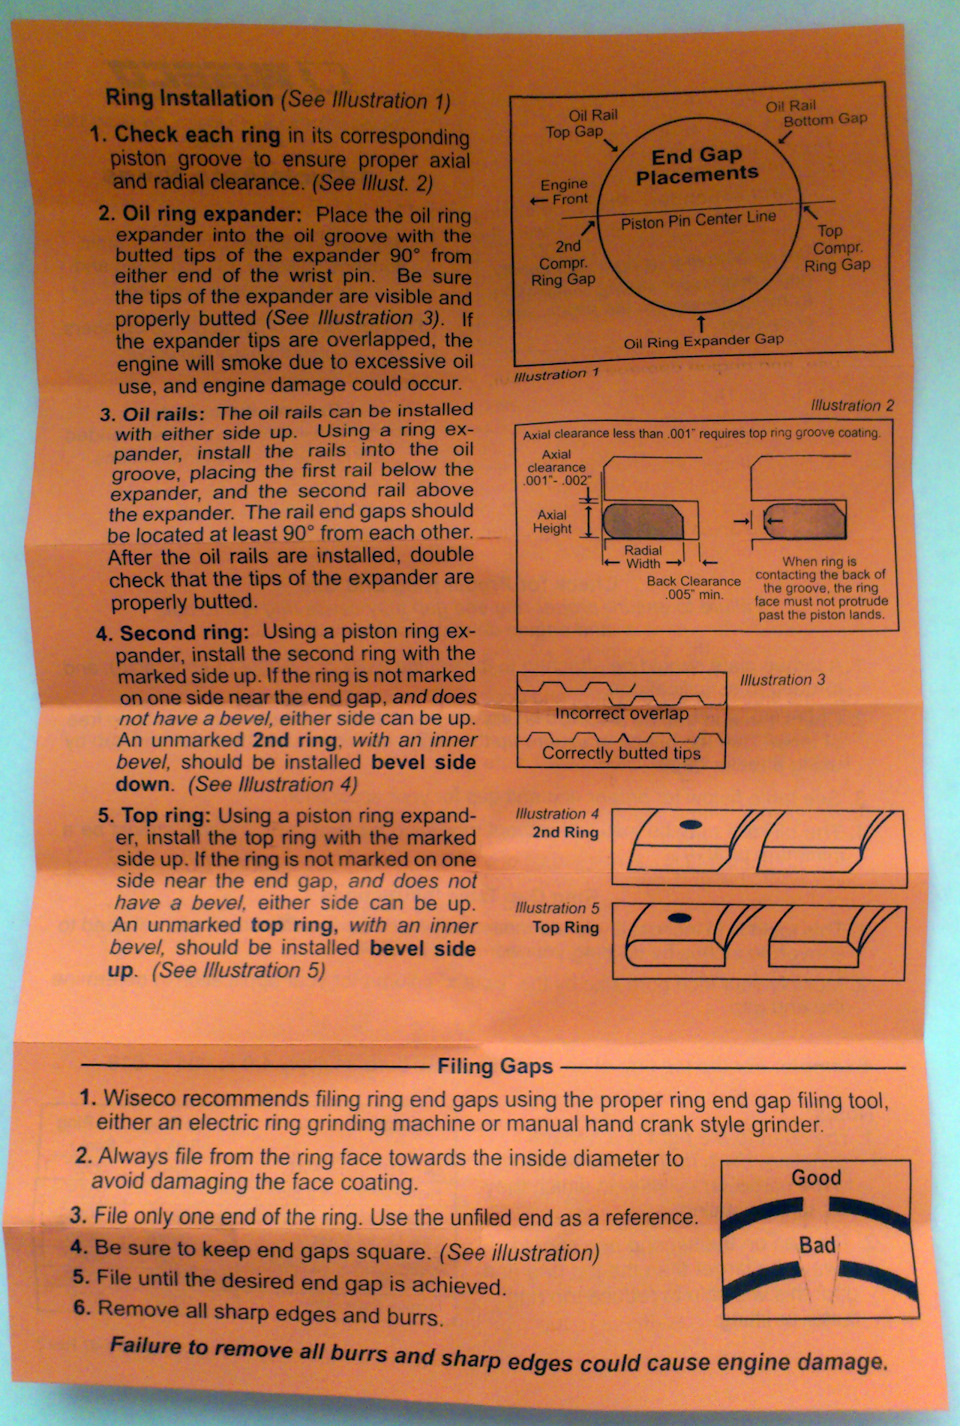 Ring Installation (See Illustration 1)
1. Check each ring in its corresponding
piston groove to ensure proper axial
and radial clearance. (See Illust. 2)
2. Oil ring expander: Place the oil ring
expander into the oil groove with the
butted tips of the expander 90° from
either end of the wrist pin. Be sure
the tips of the expander are visible and
properly butted (See Illustration 3). If
the expander tips are overlapped, the
engine will smoke due to excessive oil
use, and engine damage could occur.
3. Oil rails: The oil rails can be installed
with either side up. Using a ring ex-
pander, install the rails into the oil
groove, placing the first rail below the
expander, and the second rail above
the expander. The rail end gaps should
be located at least 90° from each other.
After the oil rails are installed, double
check that the tips of the expander are
properly butted.
4. Second ring: Using a piston ring ex-
pander, install the second ring with the
marked side up. If the ring is not marked
on one side near the end gap, and does
not have a bevel, either side can be up.
An unmarked 2nd ring, with an inner
bevel, should be installed bevel side
down. (See Illustration 4)
5. Top ring: Using a piston ring expand-
er, install the top ring with the marked
side up. If the ring is not marked on one
side near the end gap, and does not
have a bevel, either side can be up.
An unmarked top ring, with an inner
bevel, should be installed bevel side
up. (See Illustration 5)
Oil Rail
Top Gap
Oil Rail
Bottom Gap
End Gap
Placements
Engine
Front
Piston Pin Center Line
2nd
Compr.
Ring Gap
Top
Compr.
Ring Gap
Oil Ring Expander Gap
Illustration 1
Illustration 2
Axial clearance less than .001" requires top ring groove coating.
Axial
clearance
.001"- .002"
Axial
Height
Radial
Width
Back Clearance
.005" min.
When ring is
contacting the back of
the groove, the ring
face must not protrude
past the piston lands.
Illustration 3
Incorrect overlap
Correctly butted tips
Illustration 4
2nd Ring
Illustration 5
Top Ring
Filing Gaps
1. Wiseco recommends filing ring end gaps using the proper ring end gap filing tool,
either an electric ring grinding machine or manual hand crank style grinder.
2. Always file from the ring face towards the inside diameter to
avoid damaging the face coating.
3. File only one end of the ring. Use the unfiled end as a reference.
4. Be sure to keep end gaps square. (See illustration)
5. File until the desired end gap is achieved.
6. Remove all sharp edges and burrs.
Good
Bad
Failure to remove all burrs and sharp edges could cause engine damage.